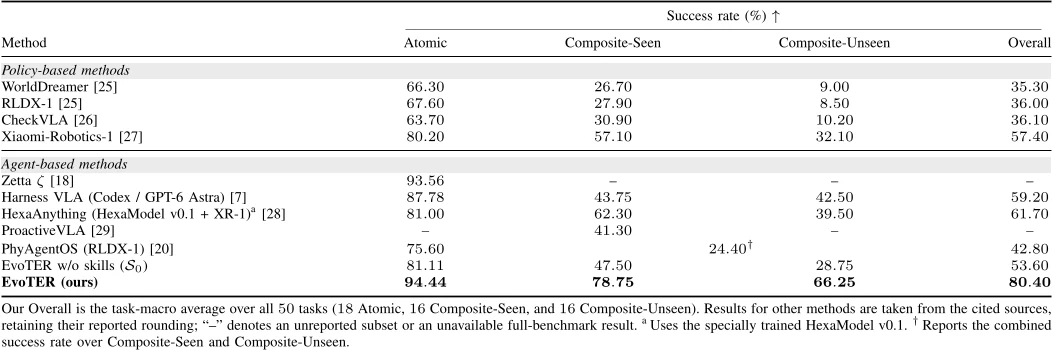 Success rate (%) ↑
Method Atomic Composite-Seen Composite-Unseen Overall
Policy-based methods
WorldDreamer [25] 66.30 26.70 9.00 35.30
RLDX-1 [25] 67.60 27.90 8.50 36.00
CheckVLA [26] 63.70 30.90 10.20 36.10
Xiaomi-Robotics-1 [27] 80.20 57.10 32.10 57.40
Agent-based methods
Zetta ζ [18] 93.56 – – –
Harness VLA (Codex / GPT-6 Astra) [7] 87.78 43.75 42.50 59.20
HexaAnything (HexaModel v0.1 + XR-1)ᵃ [28] 81.00 62.30 39.50 61.70
ProactiveVLA [29] – 41.30 – –
PhyAgentOS (RLDX-1) [20] 75.60 24.40† 42.80
EvoTER w/o skills (S₀) 81.11 47.50 28.75 53.60
EvoTER (ours) 94.44 78.75 66.25 80.40
Our Overall is the task-macro average over all 50 tasks (18 Atomic, 16 Composite-Seen, and 16 Composite-Unseen). Results for other methods are taken from the cited sources,
retaining their reported rounding; “–” denotes an unreported subset or an unavailable full-benchmark result. ᵃ Uses the specially trained HexaModel v0.1. † Reports the combined
success rate over Composite-Seen and Composite-Unseen.